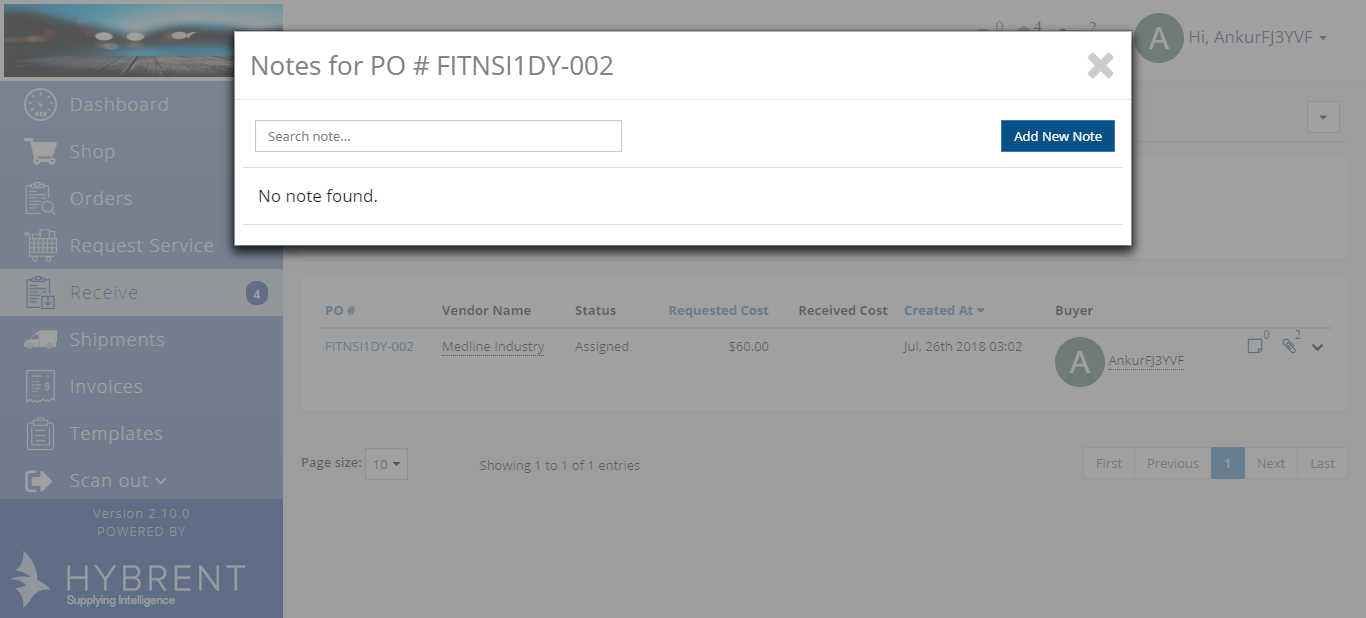 0 4 2
A Hi, AnkurFJ3YVF
Notes for PO # FITNSI1DY-002
Search note...
Add New Note
No note found.
Dashboard
Shop
Orders
Request Service
Receive 4
Shipments
Invoices
Templates
Scan out
Version 2.10.0
POWERED BY
HYBRENT
Supplying Intelligence
PO # Vendor Name Status Requested Cost Received Cost Created At Buyer
FITNSI1DY-002 Medline Industry Assigned $60.00 Jul, 26th 2018 03:02 A AnkurFJ3YVF 0 2
Page size: 10 Showing 1 to 1 of 1 entries First Previous 1 Next Last